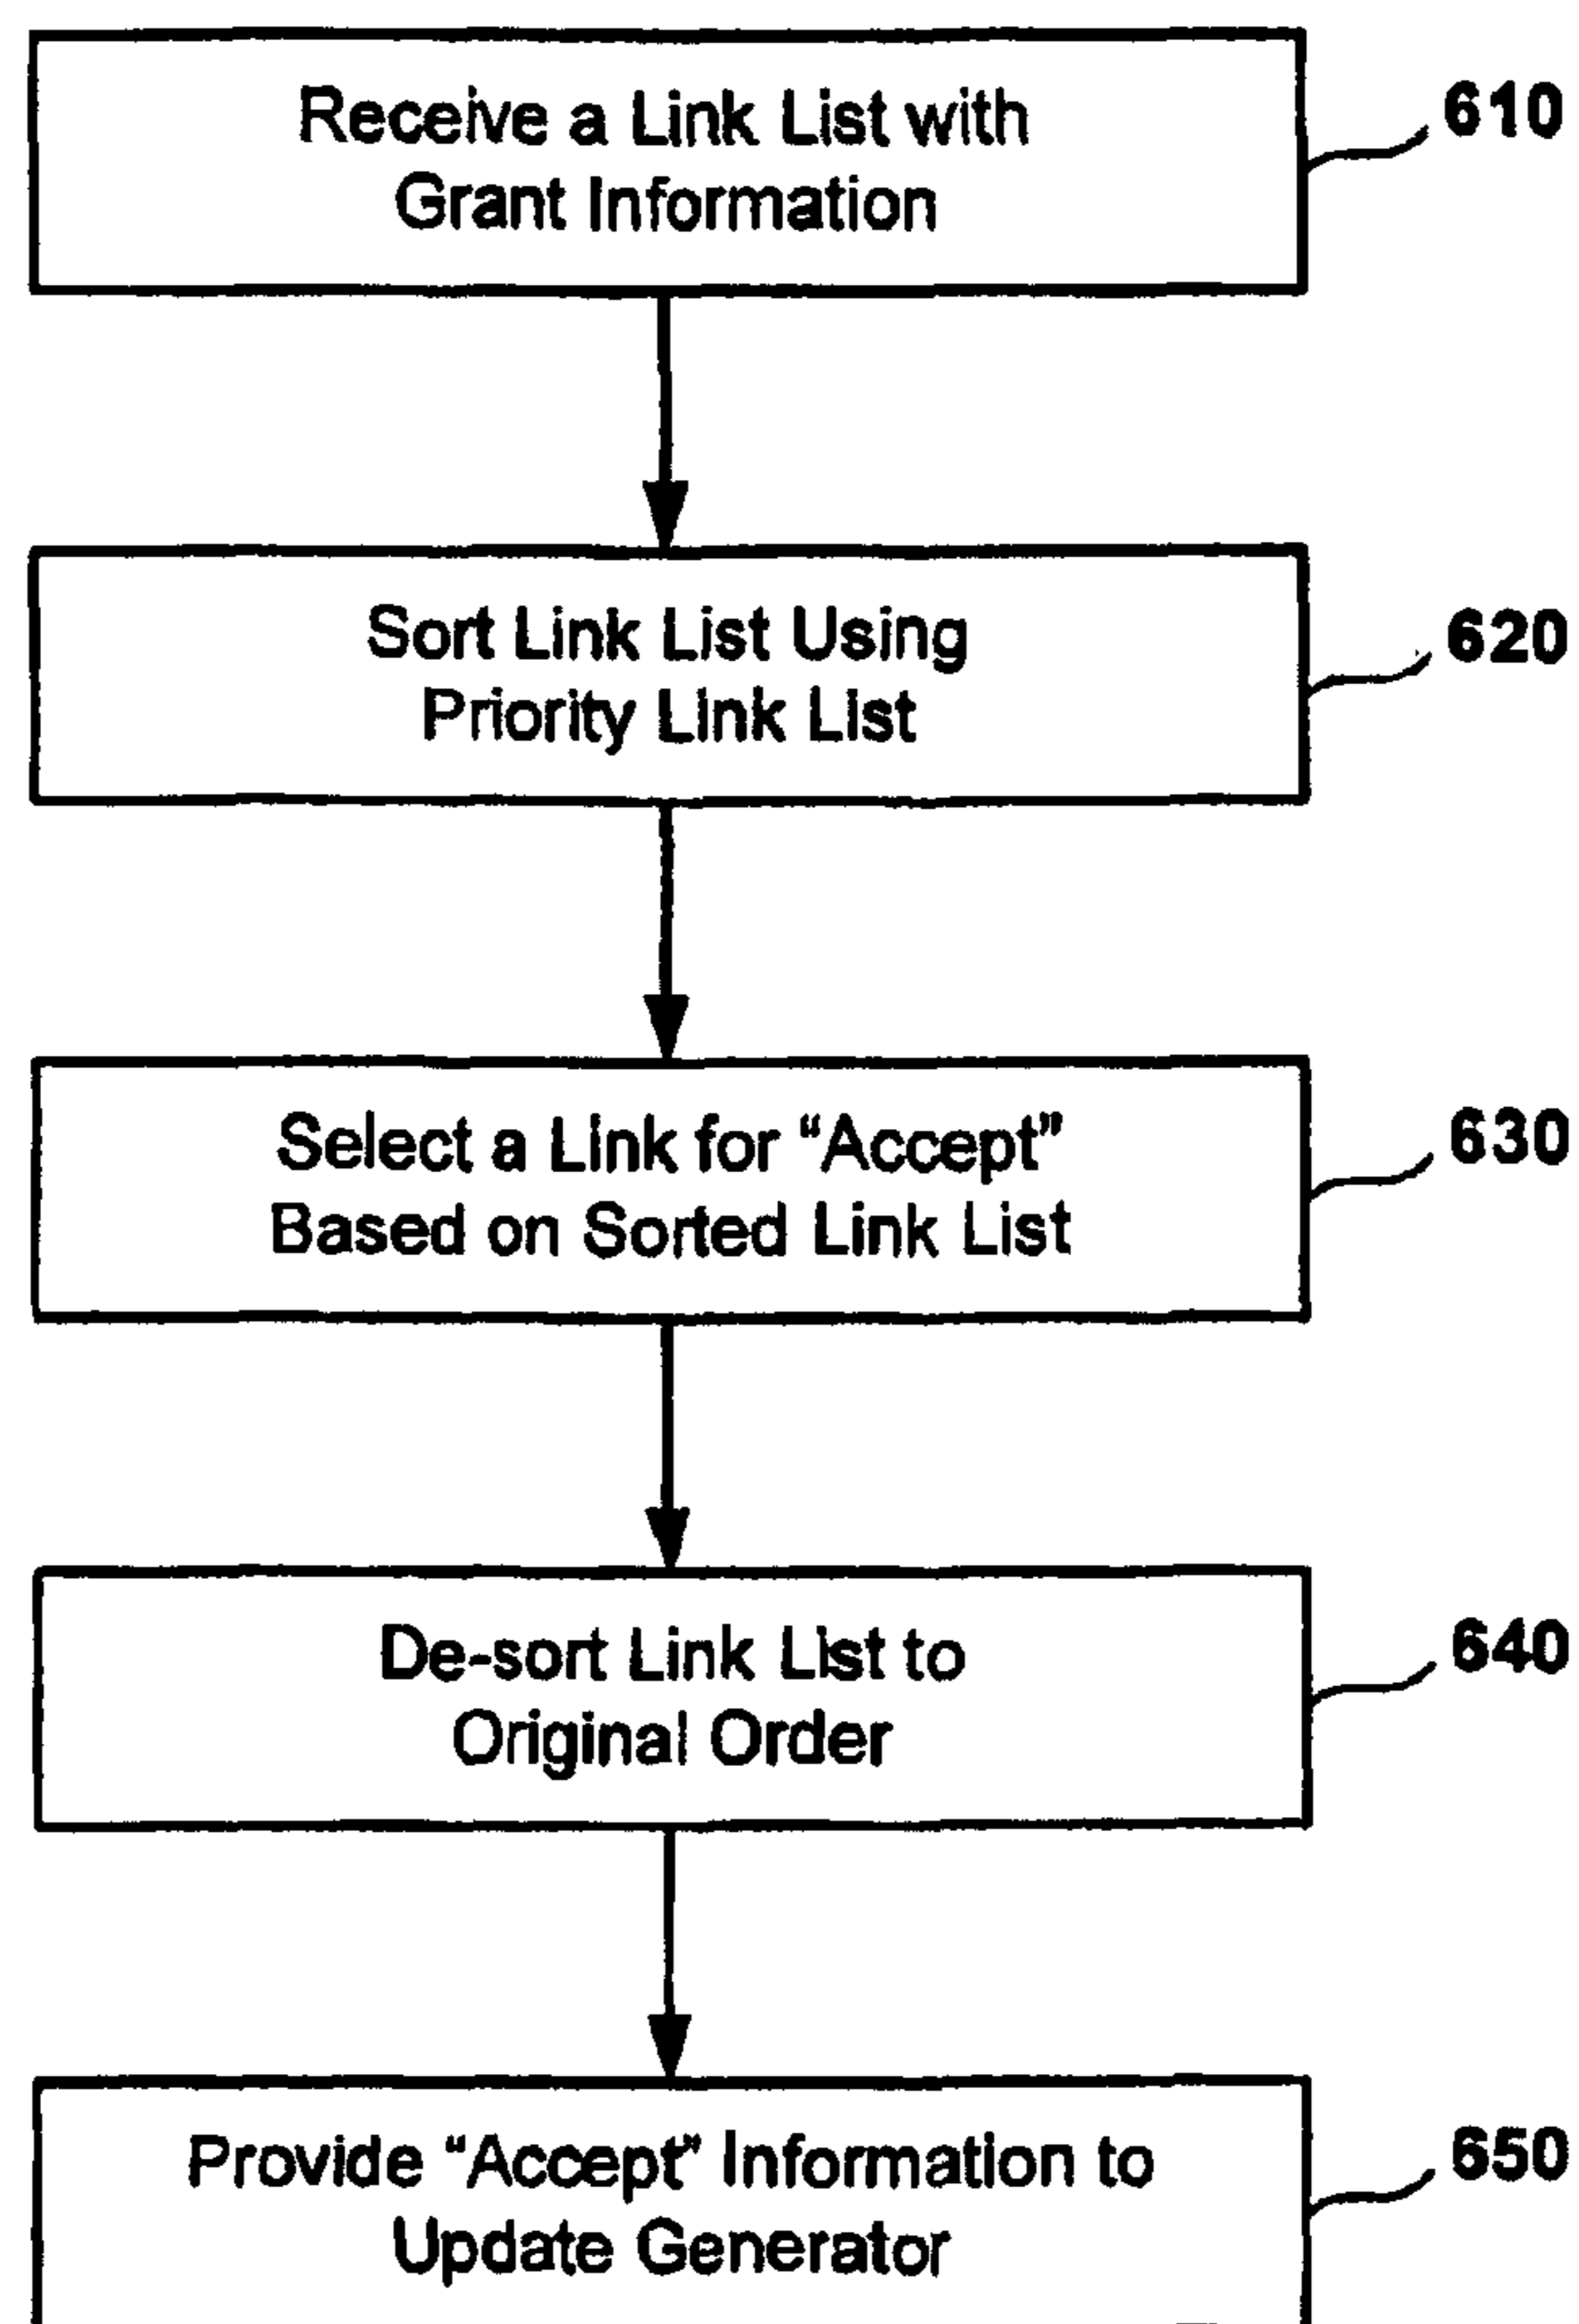 Receive a Link List with
Grant Information
610
Sort Link List Using
Priority Link List
620
Select a Link for “Accept”
Based on Sorted Link List
630
De-sort Link List to
Original Order
640
Provide “Accept” Information to
Update Generator
650